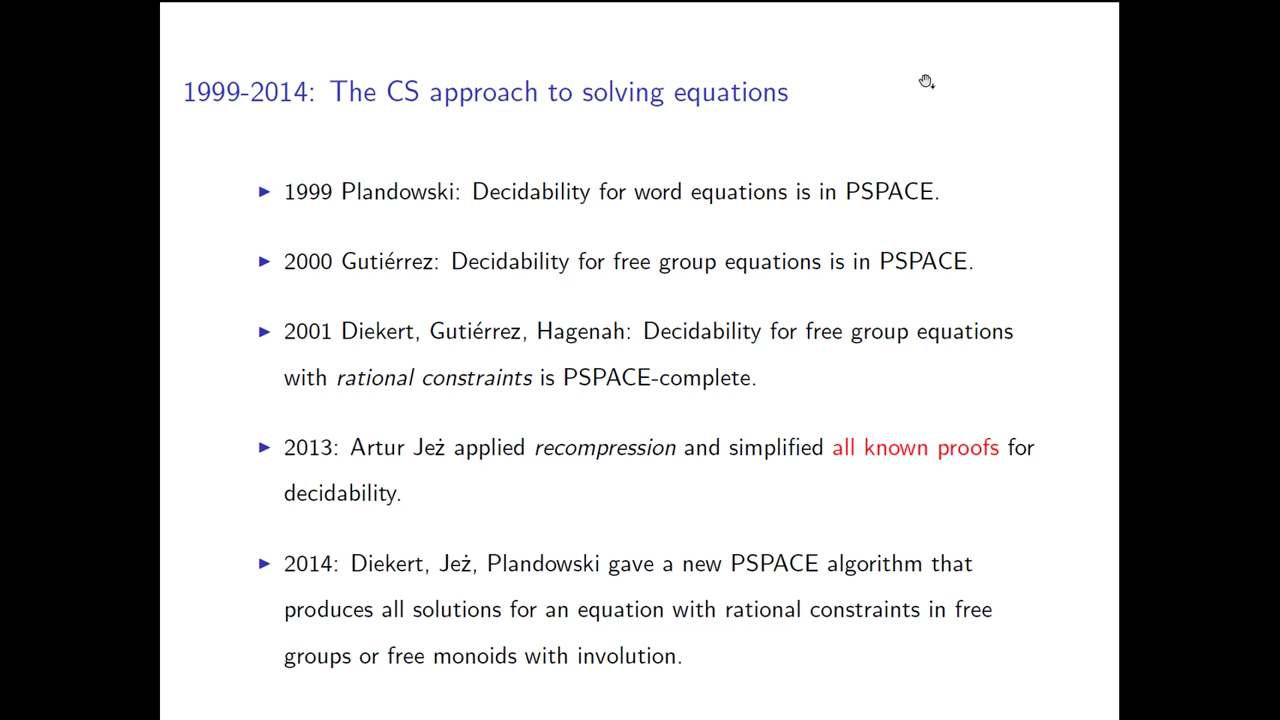 1999-2014: The CS approach to solving equations
▶ 1999 Plandowski: Decidability for word equations is in PSPACE.
▶ 2000 Gutiérrez: Decidability for free group equations is in PSPACE.
▶ 2001 Diekert, Gutiérrez, Hagenah: Decidability for free group equations
with rational constraints is PSPACE-complete.
▶ 2013: Artur Jeż applied recompression and simplified all known proofs for
decidability.
▶ 2014: Diekert, Jeż, Plandowski gave a new PSPACE algorithm that
produces all solutions for an equation with rational constraints in free
groups or free monoids with involution.